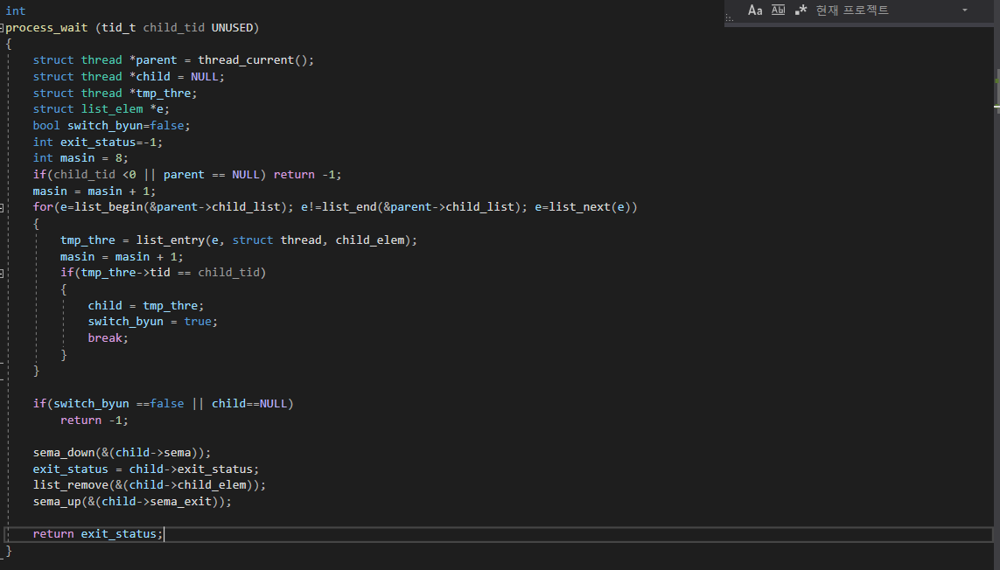 Aa Abl .* 현재 프로젝트
int
process_wait (tid_t child_tid UNUSED)
{
    struct thread *parent = thread_current();
    struct thread *child = NULL;
    struct thread *tmp_thre;
    struct list_elem *e;
    bool switch_byun=false;
    int exit_status=-1;
    int masin = 8;
    if(child_tid <0 || parent == NULL) return -1;
    masin = masin + 1;
    for(e=list_begin(&parent->child_list); e!=list_end(&parent->child_list); e=list_next(e))
    {
        tmp_thre = list_entry(e, struct thread, child_elem);
        masin = masin + 1;
        if(tmp_thre->tid == child_tid)
        {
            child = tmp_thre;
            switch_byun = true;
            break;
        }
    }
    if(switch_byun ==false || child==NULL)
        return -1;
    sema_down(&(child->sema));
    exit_status = child->exit_status;
    list_remove(&(child->child_elem));
    sema_up(&(child->sema_exit));
    return exit_status;
}